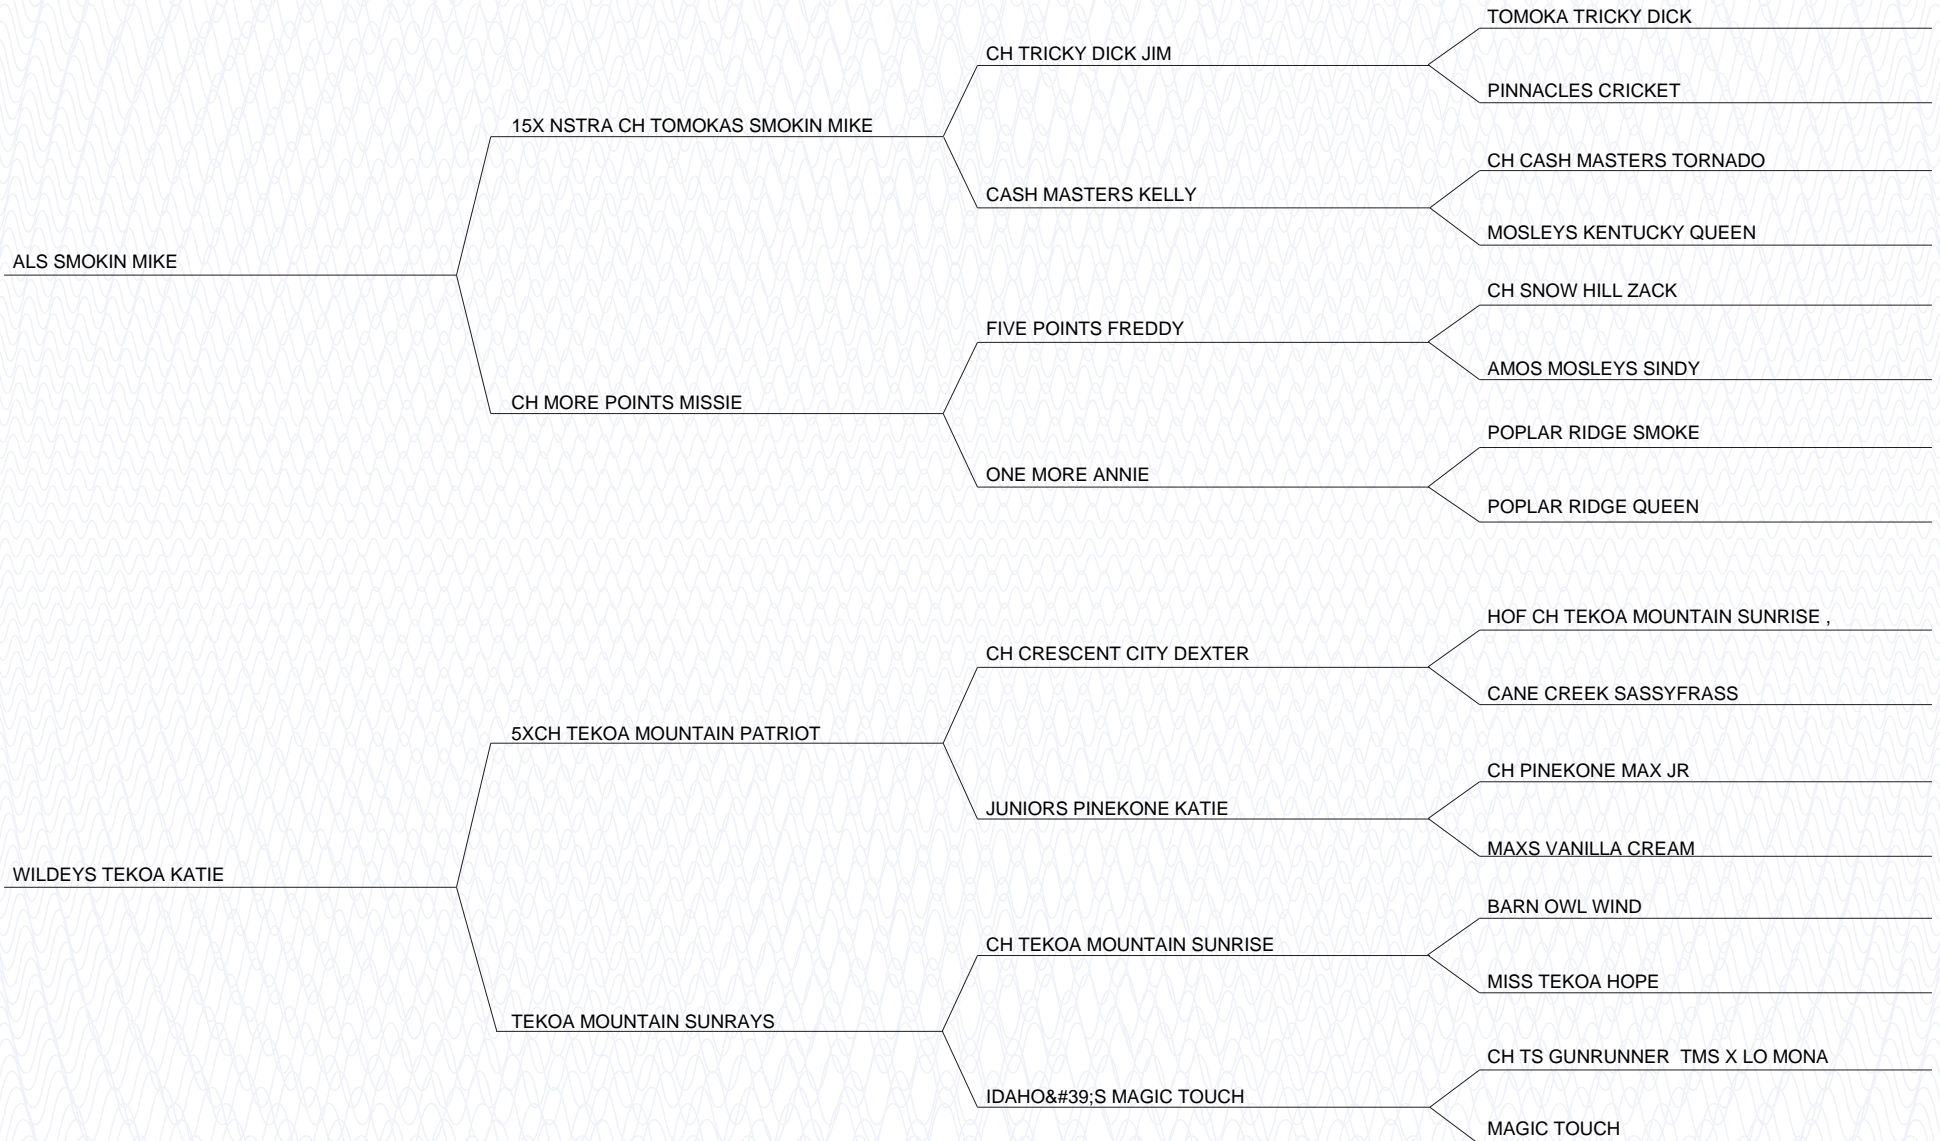 TOMOKA TRICKY DICK
CH TRICKY DICK JIM
PINNACLES CRICKET
15X NSTRA CH TOMOKAS SMOKIN MIKE
CH CASH MASTERS TORNADO
CASH MASTERS KELLY
MOSLEYS KENTUCKY QUEEN
ALS SMOKIN MIKE
CH SNOW HILL ZACK
FIVE POINTS FREDDY
AMOS MOSLEYS SINDY
CH MORE POINTS MISSIE
POPLAR RIDGE SMOKE
ONE MORE ANNIE
POPLAR RIDGE QUEEN
HOF CH TEKOA MOUNTAIN SUNRISE ,
CH CRESCENT CITY DEXTER
CANE CREEK SASSYFRASS
5XCH TEKOA MOUNTAIN PATRIOT
CH PINEKONE MAX JR
JUNIORS PINEKONE KATIE
MAXS VANILLA CREAM
WILDEYS TEKOA KATIE
BARN OWL WIND
CH TEKOA MOUNTAIN SUNRISE
MISS TEKOA HOPE
TEKOA MOUNTAIN SUNRAYS
CH TS GUNRUNNER  TMS X LO MONA
IDAHO&#39;S MAGIC TOUCH
MAGIC TOUCH